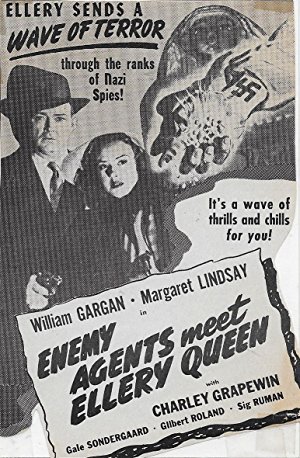 ELLERY SENDS A
WAVE OF TERROR
through the ranks
of Nazi
Spies!
It's a wave of
thrills and chills
for you!
William GARGAN · Margaret LINDSAY
in
ENEMY
AGENTS meet
ELLERY QUEEN
with
CHARLEY GRAPEWIN
Gale SONDERGAARD · Gilbert ROLAND · Sig RUMAN